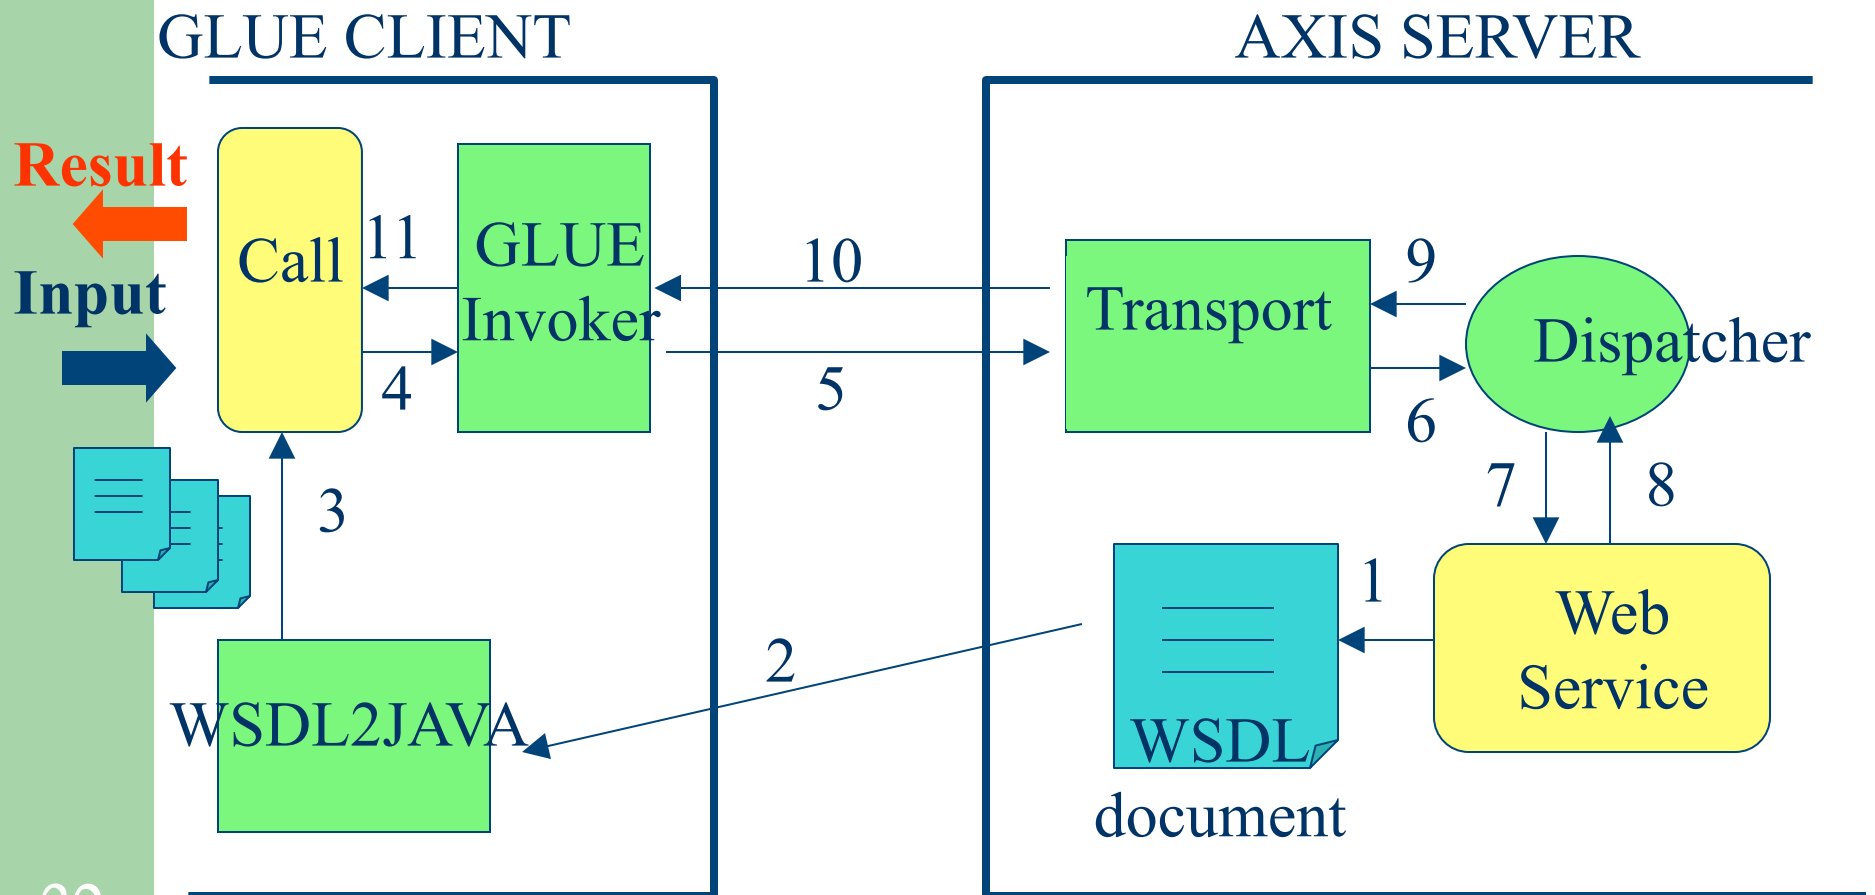 GLUE CLIENT
AXIS SERVER
Result
Input
Call
11
4
GLUE
Invoker
10
5
Transport
9
6
Dispatcher
7
8
3
1
2
Web
Service
WSDL2JAVA
WSDL
document